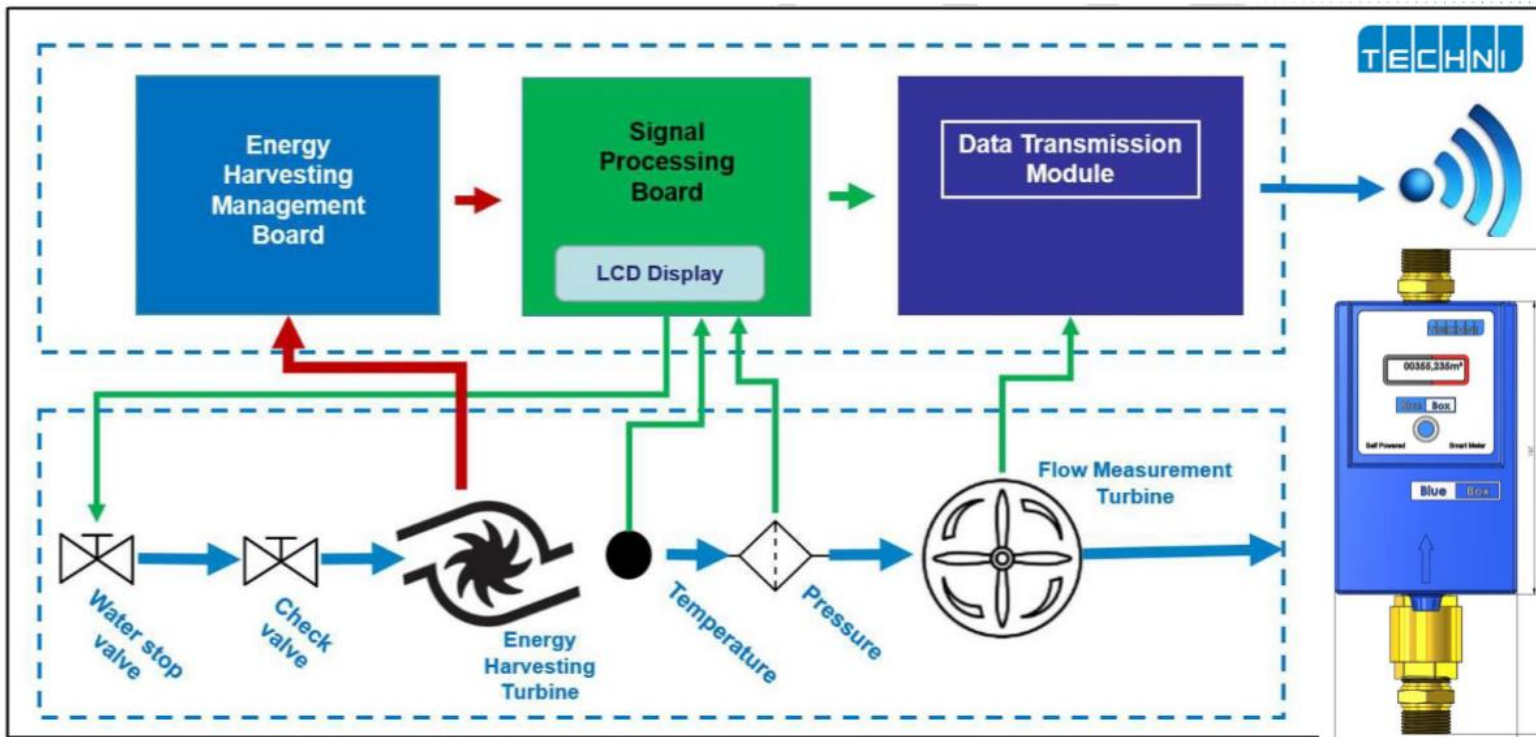 TECHNI
Energy
Harvesting
Management
Board
Signal
Processing
Board
LCD Display
Data Transmission
Module
00355,235m³
Box
Self Powered
Smart Meter
Blue Box
Flow Measurement
Turbine
Water stop
valve
Check
valve
Energy
Harvesting
Turbine
Temperature
Pressure